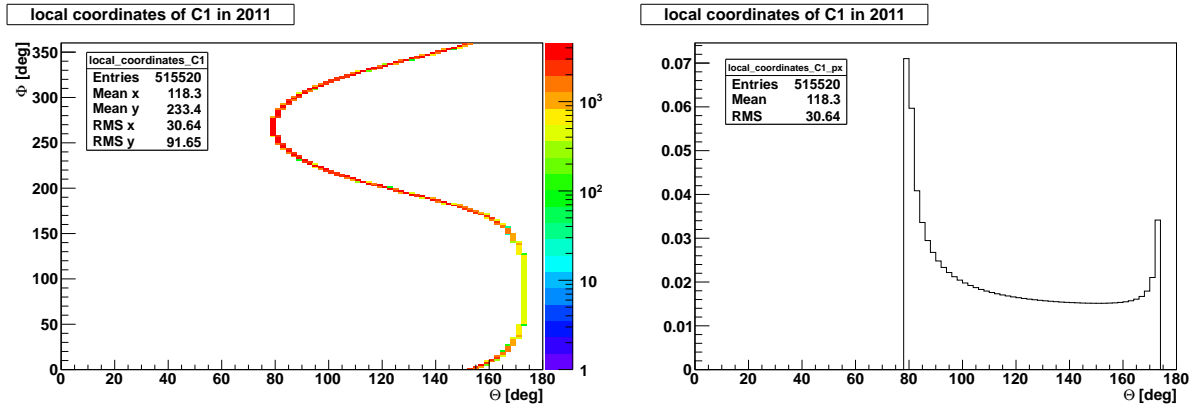 local coordinates of C1 in 2011
Φ [deg]
350
300
250
200
150
100
50
0
local_coordinates_C1
Entries 515520
Mean x 118.3
Mean y 233.4
RMS x 30.64
RMS y 91.65
10³
10²
10
1
0 20 40 60 80 100 120 140 160 180
Θ [deg]
local coordinates of C1 in 2011
0.07
0.06
0.05
0.04
0.03
0.02
0.01
0
local_coordinates_C1_px
Entries 515520
Mean 118.3
RMS 30.64
0 20 40 60 80 100 120 140 160 180
Θ [deg]